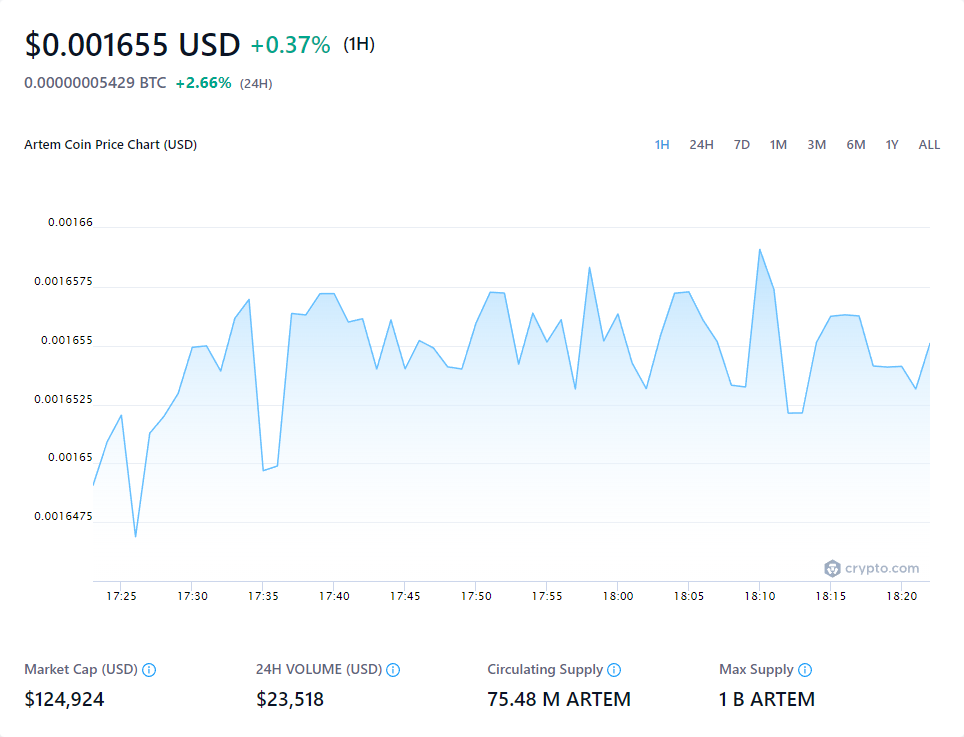 $0.001655 USD +0.37% (1H)
0.00000005429 BTC +2.66% (24H)
Artem Coin Price Chart (USD) 1H 24H 7D 1M 3M 6M 1Y ALL
0.00166
0.0016575
0.001655
0.0016525
0.00165
0.0016475
crypto.com
17:25 17:30 17:35 17:40 17:45 17:50 17:55 18:00 18:05 18:10 18:15 18:20
Market Cap (USD) 24H VOLUME (USD) Circulating Supply Max Supply
$124,924 $23,518 75.48 M ARTEM 1 B ARTEM